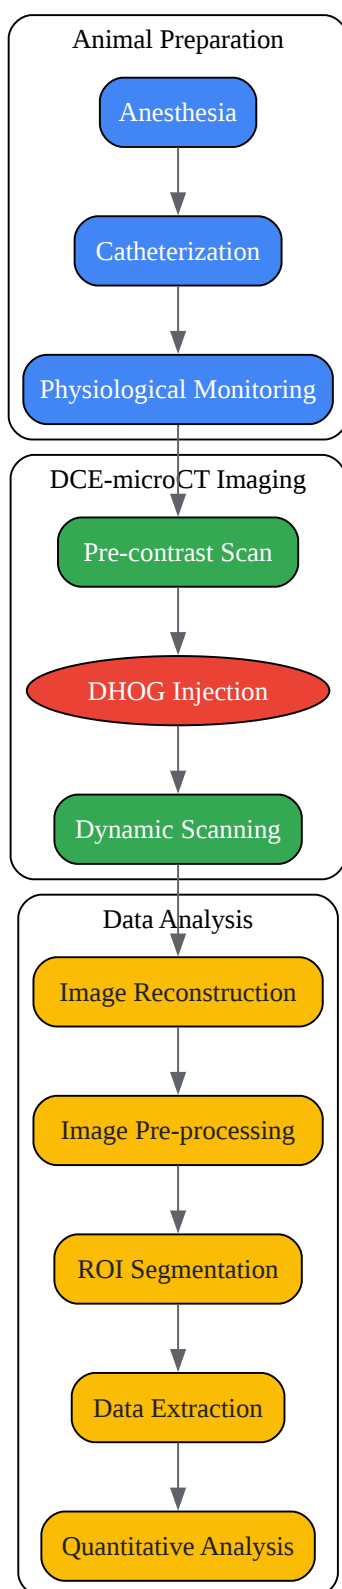 Animal Preparation
Anesthesia
Catheterization
Physiological Monitoring
DCE-microCT Imaging
Pre-contrast Scan
DHOG Injection
Dynamic Scanning
Data Analysis
Image Reconstruction
Image Pre-processing
ROI Segmentation
Data Extraction
Quantitative Analysis